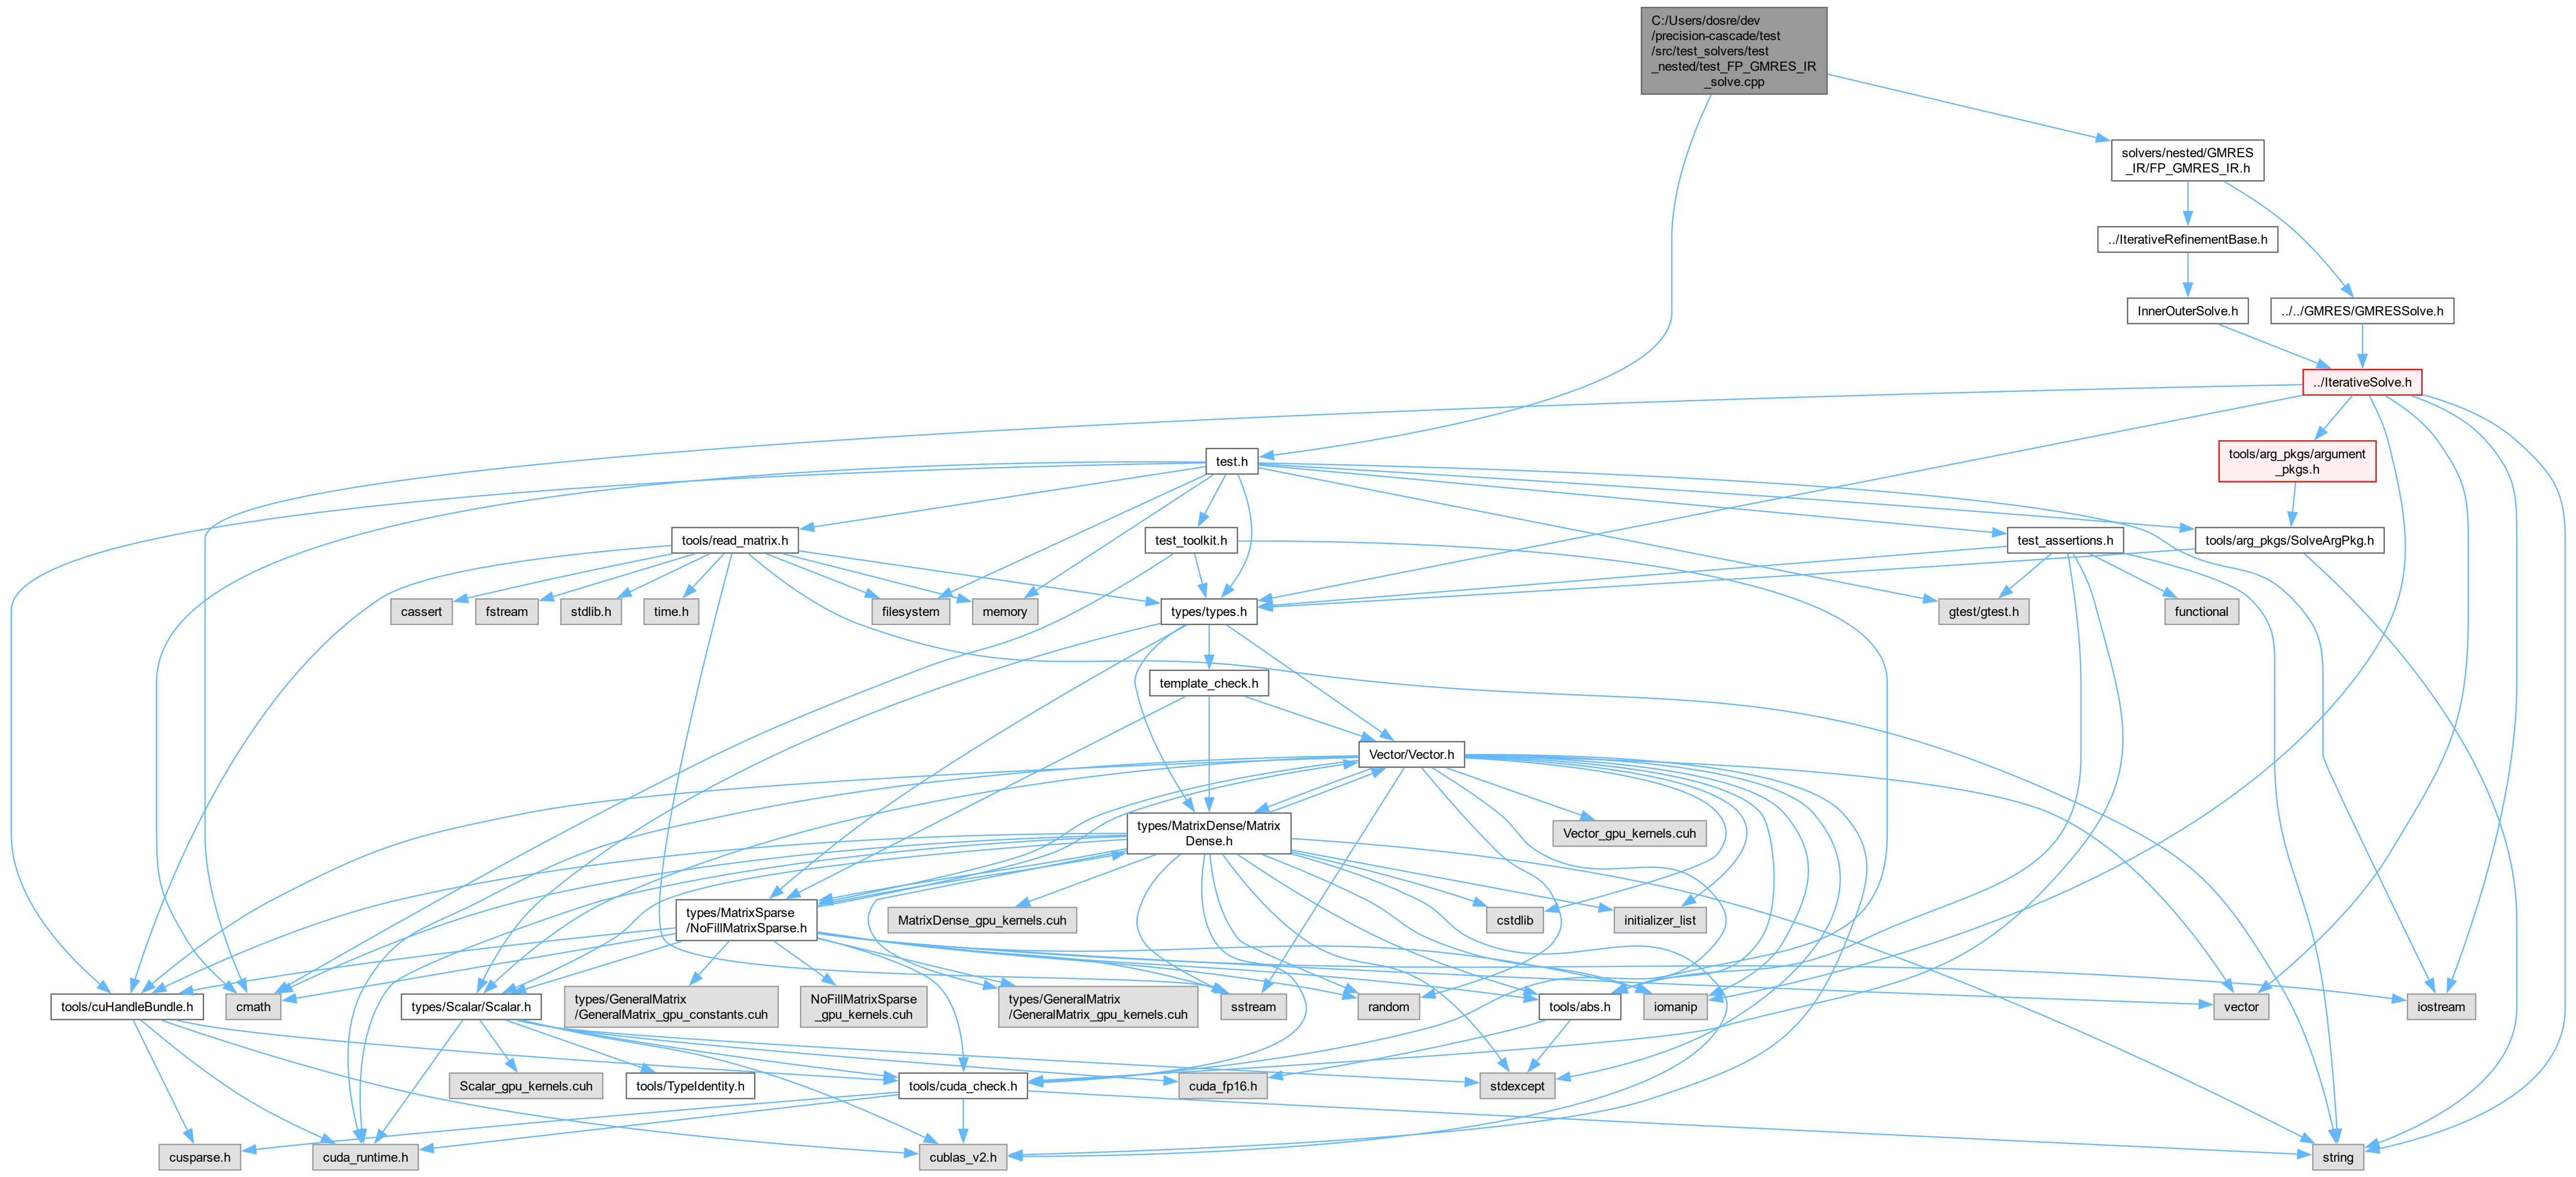 C:/Users/dosre/dev
/precision-cascade/test
/src/test_solvers/test
_nested/test_FP_GMRES_IR
_solve.cpp
solvers/nested/GMRES
_IR/FP_GMRES_IR.h
../IterativeRefinementBase.h
InnerOuterSolve.h
../../GMRES/GMRESSolve.h
../IterativeSolve.h
test.h
tools/arg_pkgs/argument
_pkgs.h
tools/read_matrix.h
test_toolkit.h
test_assertions.h
tools/arg_pkgs/SolveArgPkg.h
cassert
fstream
stdlib.h
time.h
filesystem
memory
types/types.h
gtest/gtest.h
functional
template_check.h
Vector/Vector.h
types/MatrixDense/Matrix
Dense.h
Vector_gpu_kernels.cuh
types/MatrixSparse
/NoFillMatrixSparse.h
MatrixDense_gpu_kernels.cuh
cstdlib
initializer_list
tools/cuHandleBundle.h
cmath
types/Scalar/Scalar.h
types/GeneralMatrix
/GeneralMatrix_gpu_constants.cuh
NoFillMatrixSparse
_gpu_kernels.cuh
types/GeneralMatrix
/GeneralMatrix_gpu_kernels.cuh
sstream
random
tools/abs.h
iomanip
vector
iostream
Scalar_gpu_kernels.cuh
tools/TypeIdentity.h
tools/cuda_check.h
cuda_fp16.h
stdexcept
cusparse.h
cuda_runtime.h
cublas_v2.h
string